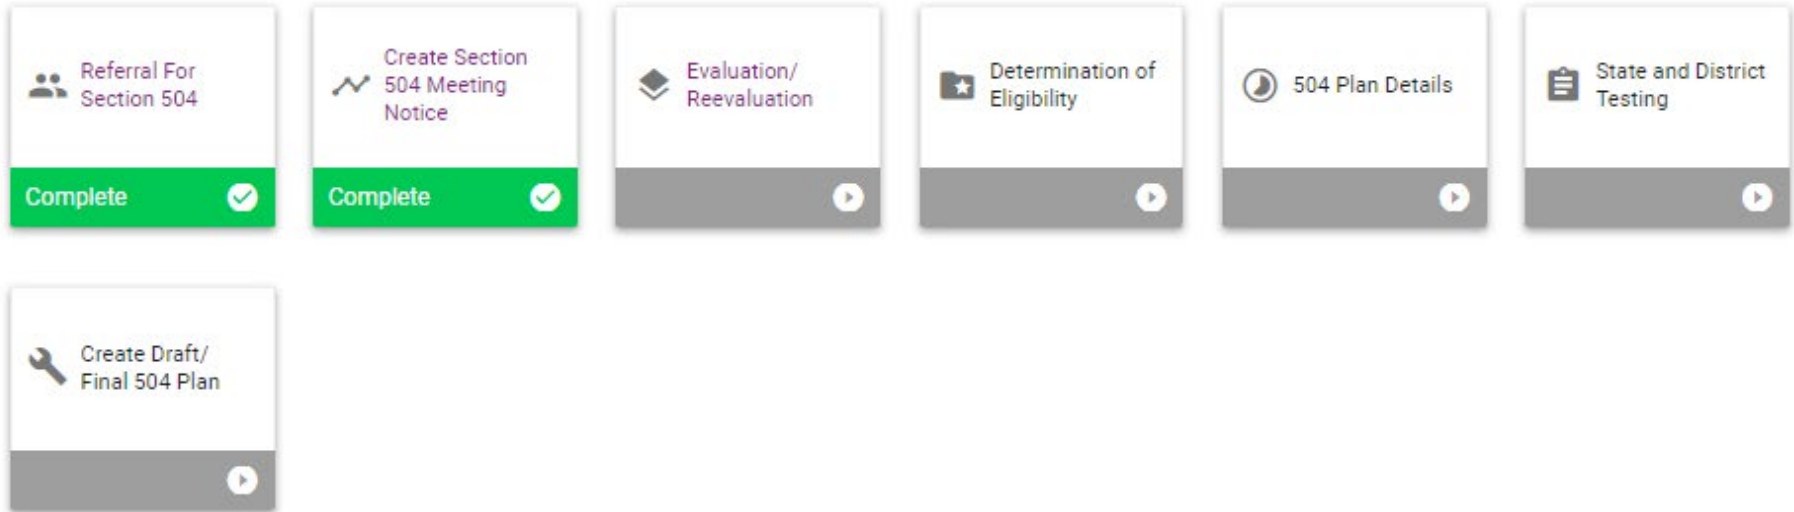 Referral For
Section 504
Complete
Create Section
504 Meeting
Notice
Complete
Evaluation/
Reevaluation
Determination of
Eligibility
504 Plan Details
State and District
Testing
Create Draft/
Final 504 Plan